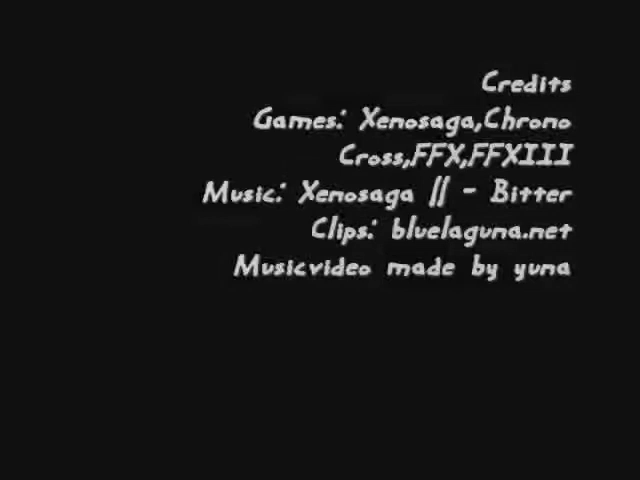 Credits
Games: Xenosaga,Chrono
Cross,FFX,FFXIII
Music: Xenosaga || - Bitter
Clips: bluelaguna.net
Musicvideo made by yuna